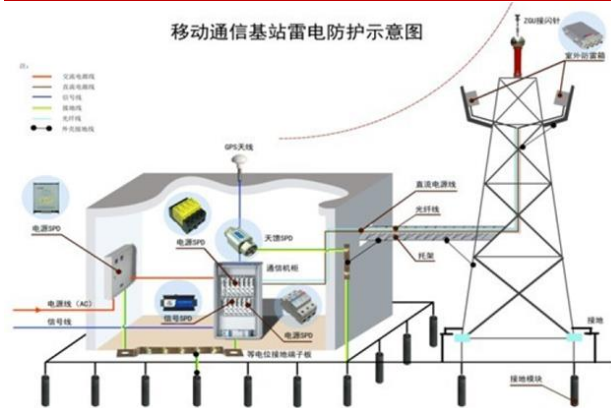 移动通信基站雷电防护示意图
ZGU接闪针
室外防雷箱
注:
交流电源线
直流电源线
信号线
接地线
光纤线
外壳接地线
GPS天线
直流电源线
光纤线
托架
电源SPD
电源SPD
天馈SPD
通信机柜
电源线(AC)
信号线
信号SPD
电源SPD
等电位接地端子板
接地
接地模块